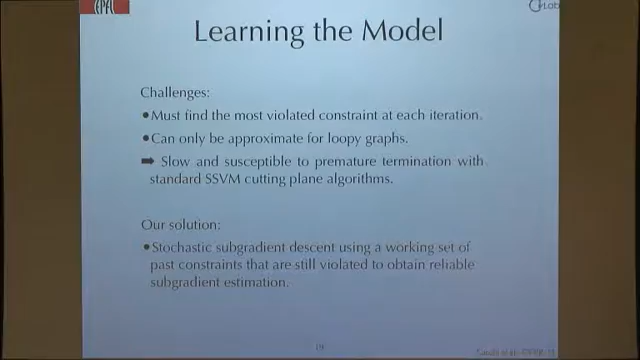 EPFL
Learning the Model
Challenges:
•Must find the most violated constraint at each iteration.
•Can only be approximate for loopy graphs.
➡ Slow and susceptible to premature termination with
standard SSVM cutting plane algorithms.
Our solution:
•Stochastic subgradient descent using a working set of
past constraints that are still violated to obtain reliable
subgradient estimation.